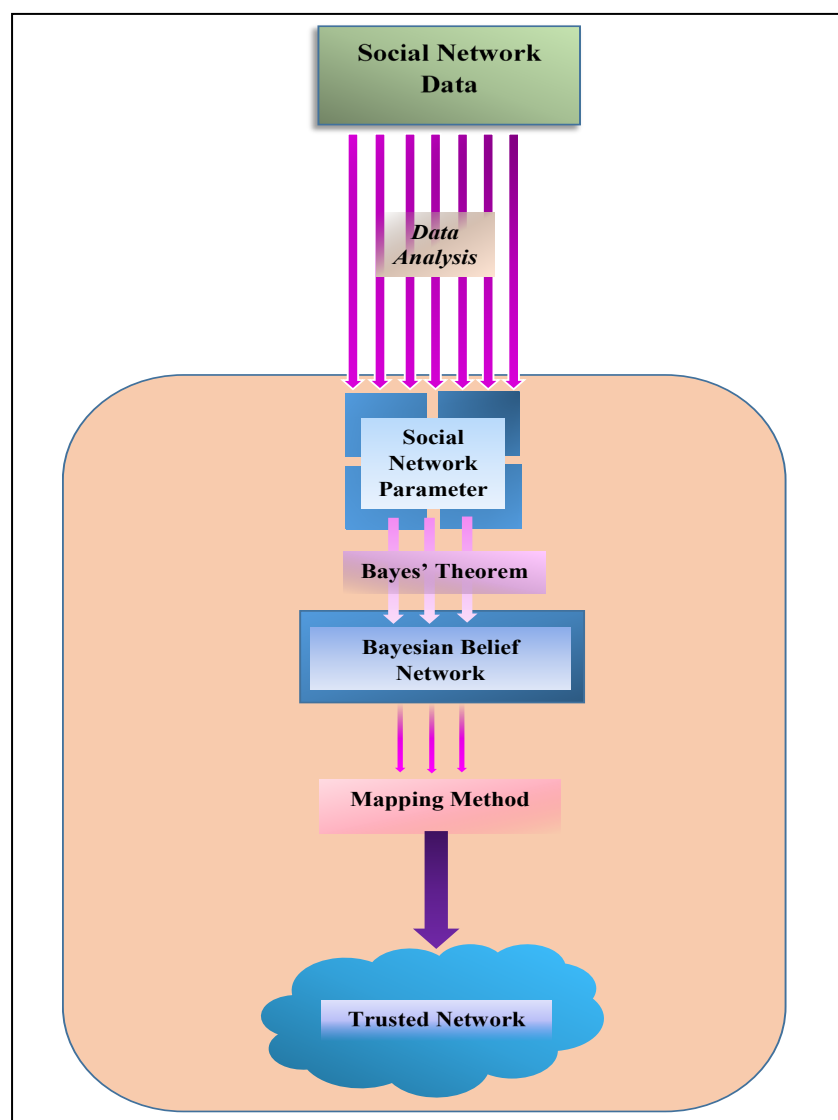 Social Network
Data
Data
Analysis
Social
Network
Parameter
Bayes’ Theorem
Bayesian Belief
Network
Mapping Method
Trusted Network